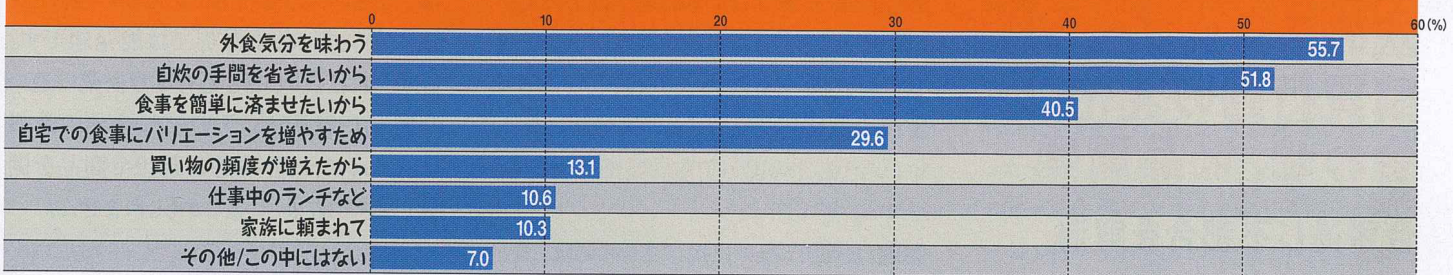 0 10 20 30 40 50 60(%)
外食気分を味わう 55.7
自炊の手間を省きたいから 51.8
食事を簡単に済ませたいから 40.5
自宅での食事にバリエーションを増やすため 29.6
買い物の頻度が増えたから 13.1
仕事中のランチなど 10.6
家族に頼まれて 10.3
その他/この中にはない 7.0